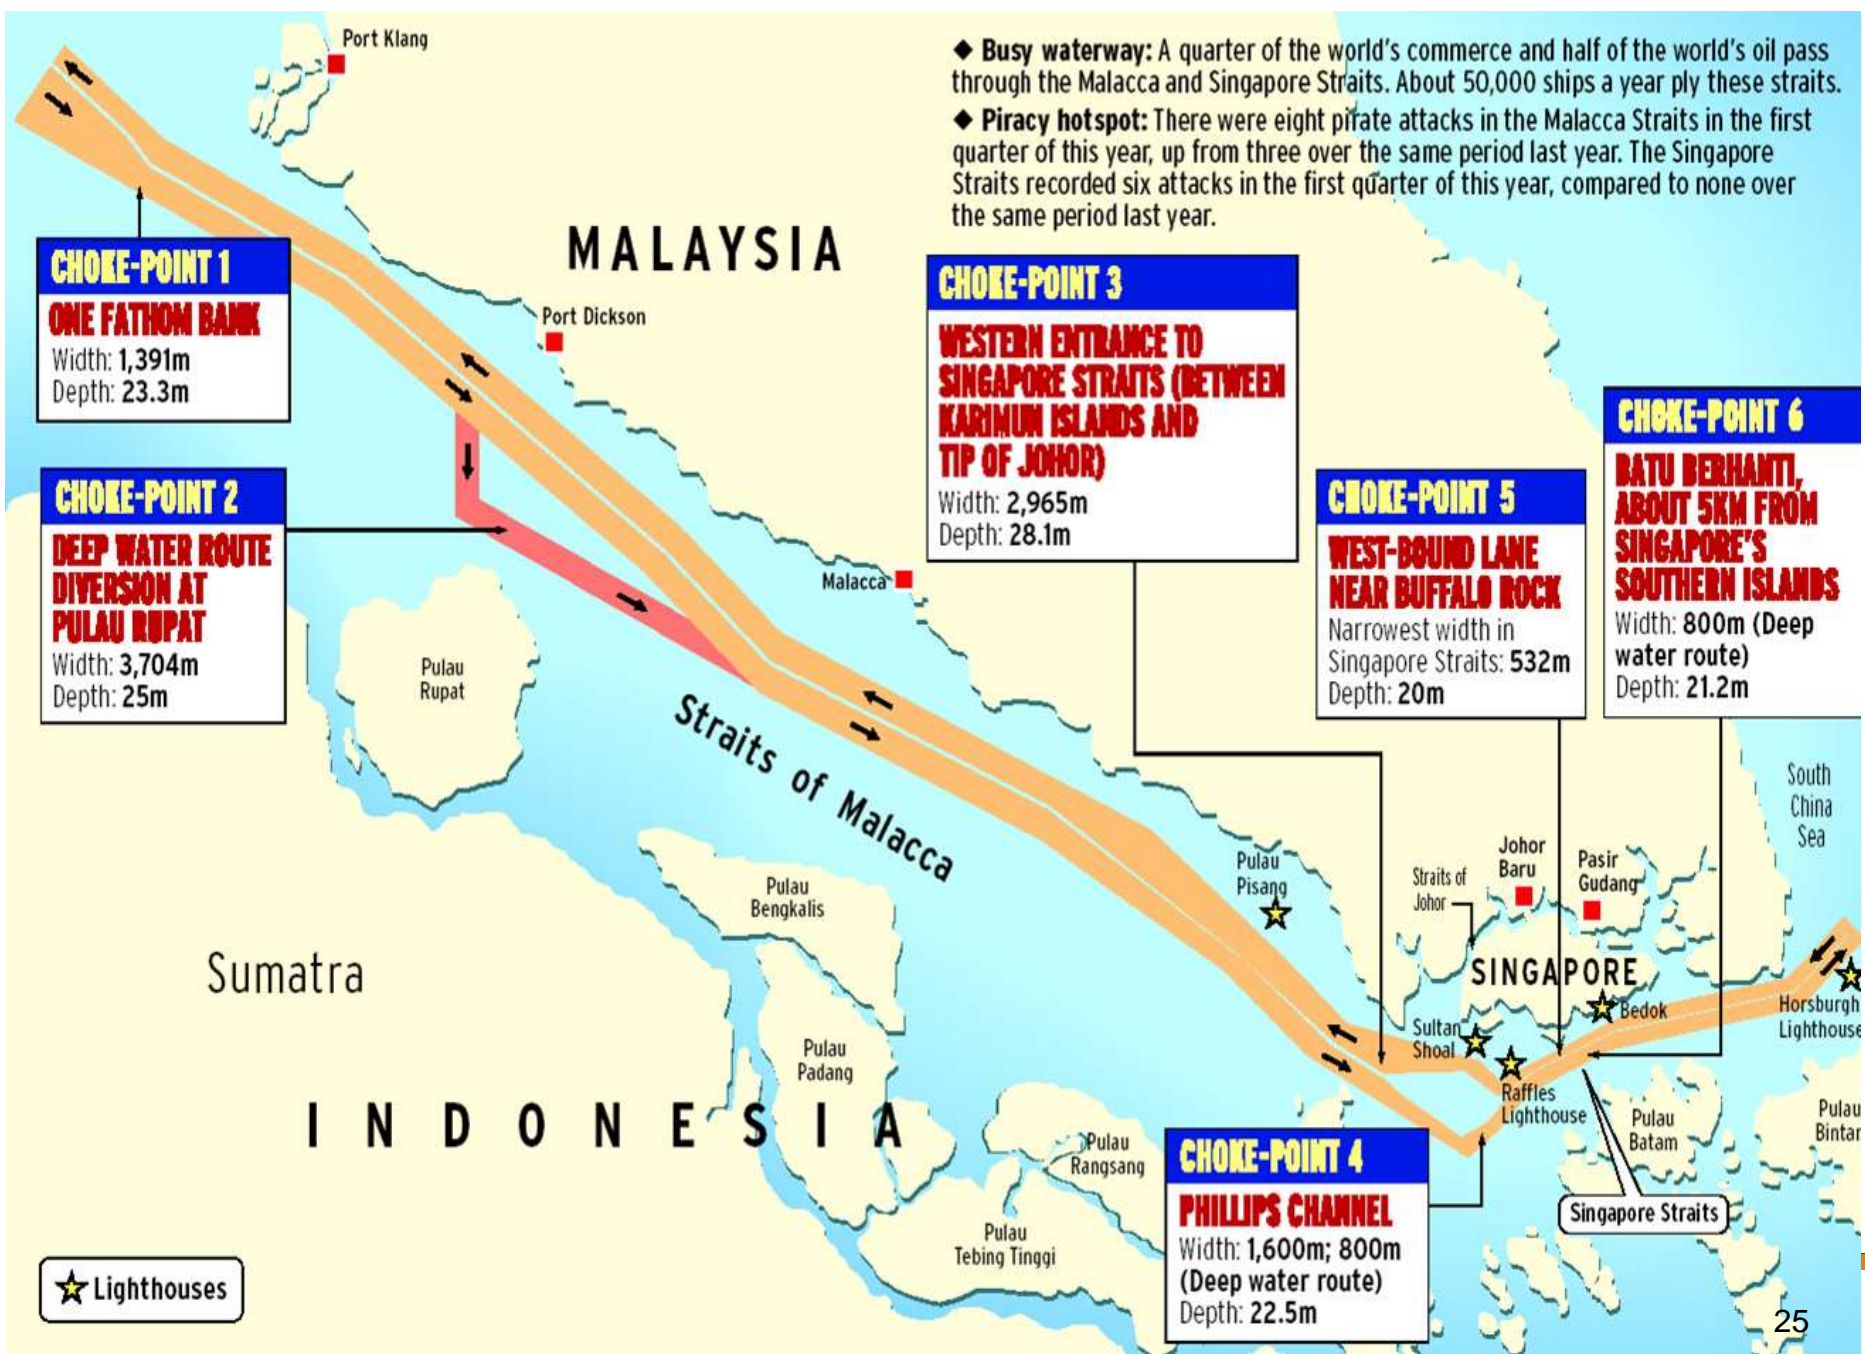 Port Klang
◆ Busy waterway: A quarter of the world's commerce and half of the world's oil pass
through the Malacca and Singapore Straits. About 50,000 ships a year ply these straits.
◆ Piracy hotspot: There were eight pirate attacks in the Malacca Straits in the first
quarter of this year, up from three over the same period last year. The Singapore
Straits recorded six attacks in the first quarter of this year, compared to none over
the same period last year.
MALAYSIA
CHOKE-POINT 1
ONE FATHOM BANK
Width: 1,391m
Depth: 23.3m
Port Dickson
CHOKE-POINT 2
DEEP WATER ROUTE
DIVERSION AT
PULAU RUPAT
Width: 3,704m
Depth: 25m
CHOKE-POINT 3
WESTERN ENTRANCE TO
SINGAPORE STRAITS (BETWEEN
KARIMUN ISLANDS AND
TIP OF JOHOR)
Width: 2,965m
Depth: 28.1m
CHOKE-POINT 5
WEST-BOUND LANE
NEAR BUFFALO ROCK
Narrowest width in
Singapore Straits: 532m
Depth: 20m
CHOKE-POINT 6
BATU BERHANTI,
ABOUT 5KM FROM
SINGAPORE'S
SOUTHERN ISLANDS
Width: 800m (Deep
water route)
Depth: 21.2m
Malacca
Pulau
Rupat
Straits of Malacca
South
China
Sea
Pulau
Pisang
Straits of
Johor
Johor
Baru
Pasir
Gudang
Pulau
Bengkalis
Sumatra
SINGAPORE
Bedok
Horsburgh
Lighthouse
Sultan
Shoal
Raffles
Lighthouse
Pulau
Padang
INDONESIA
Pulau
Rangsang
Pulau
Batam
Pulau
Bintan
CHOKE-POINT 4
PHILLIPS CHANNEL
Width: 1,600m; 800m
(Deep water route)
Depth: 22.5m
Singapore Straits
Pulau
Tebing Tinggi
Lighthouses
25